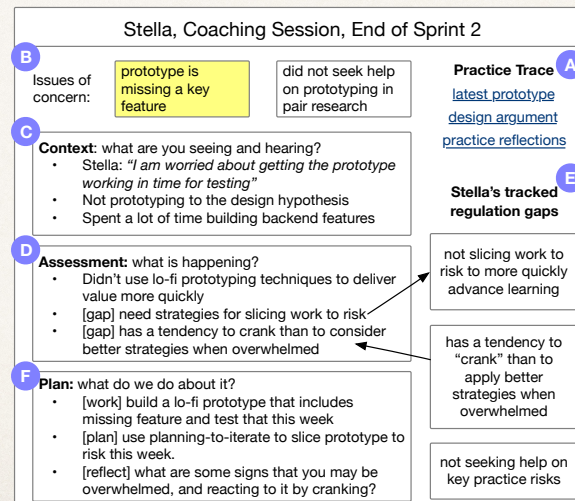 Stella, Coaching Session, End of Sprint 2
B
Issues of
concern:
prototype is
missing a key
feature
did not seek help
on prototyping in
pair research
A
Practice Trace
latest prototype
design argument
practice reflections
C
Context: what are you seeing and hearing?
• Stella: “I am worried about getting the prototype
working in time for testing”
• Not prototyping to the design hypothesis
• Spent a lot of time building backend features
D
Assessment: what is happening?
• Didn’t use lo-fi prototyping techniques to deliver
value more quickly
• [gap] need strategies for slicing work to risk
• [gap] has a tendency to crank than to consider
better strategies when overwhelmed
E
Stella’s tracked
regulation gaps
not slicing work to
risk to more quickly
advance learning
has a tendency to
“crank” than to
apply better
strategies when
overwhelmed
not seeking help on
key practice risks
F
Plan: what do we do about it?
• [work] build a lo-fi prototype that includes
missing feature and test that this week
• [plan] use planning-to-iterate to slice prototype to
risk this week.
• [reflect] what are some signs that you may be
overwhelmed, and reacting to it by cranking?